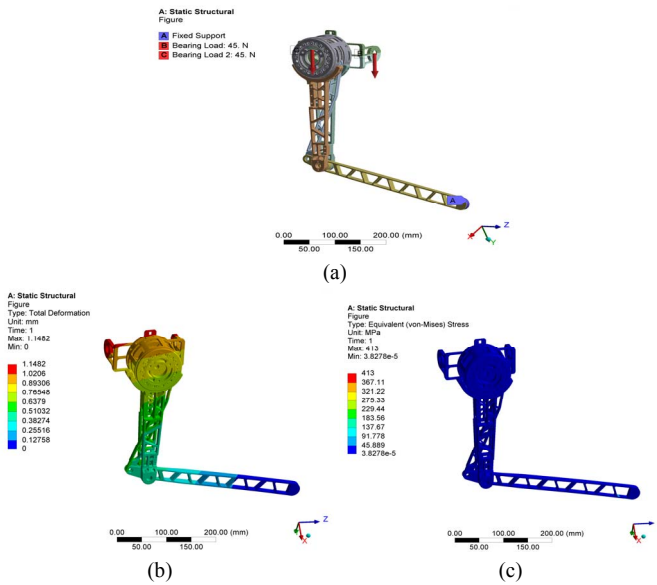 A: Static Structural
Figure
A Fixed Support
B Bearing Load: 45. N
C Bearing Load 2: 45. N
A
Z
X
Y
0.00 100.00 200.00 (mm)
50.00 150.00
(a)
A: Static Structural
Figure
Type: Total Deformation
Unit: mm
Time: 1
Max: 1.1482
Min: 0
1.1482
1.0206
0.89306
0.76548
0.6379
0.51032
0.38274
0.25516
0.12758
0
0.00 100.00 200.00 (mm)
50.00 150.00
Z
X
(b)
A: Static Structural
Figure
Type: Equivalent (von-Mises) Stress
Unit: MPa
Time: 1
Max: 413
Min: 3.8278e-5
413
367.11
321.22
275.33
229.44
183.56
137.67
91.778
45.889
3.8278e-5
0.00 100.00 200.00 (mm)
50.00 150.00
Z
X
(c)